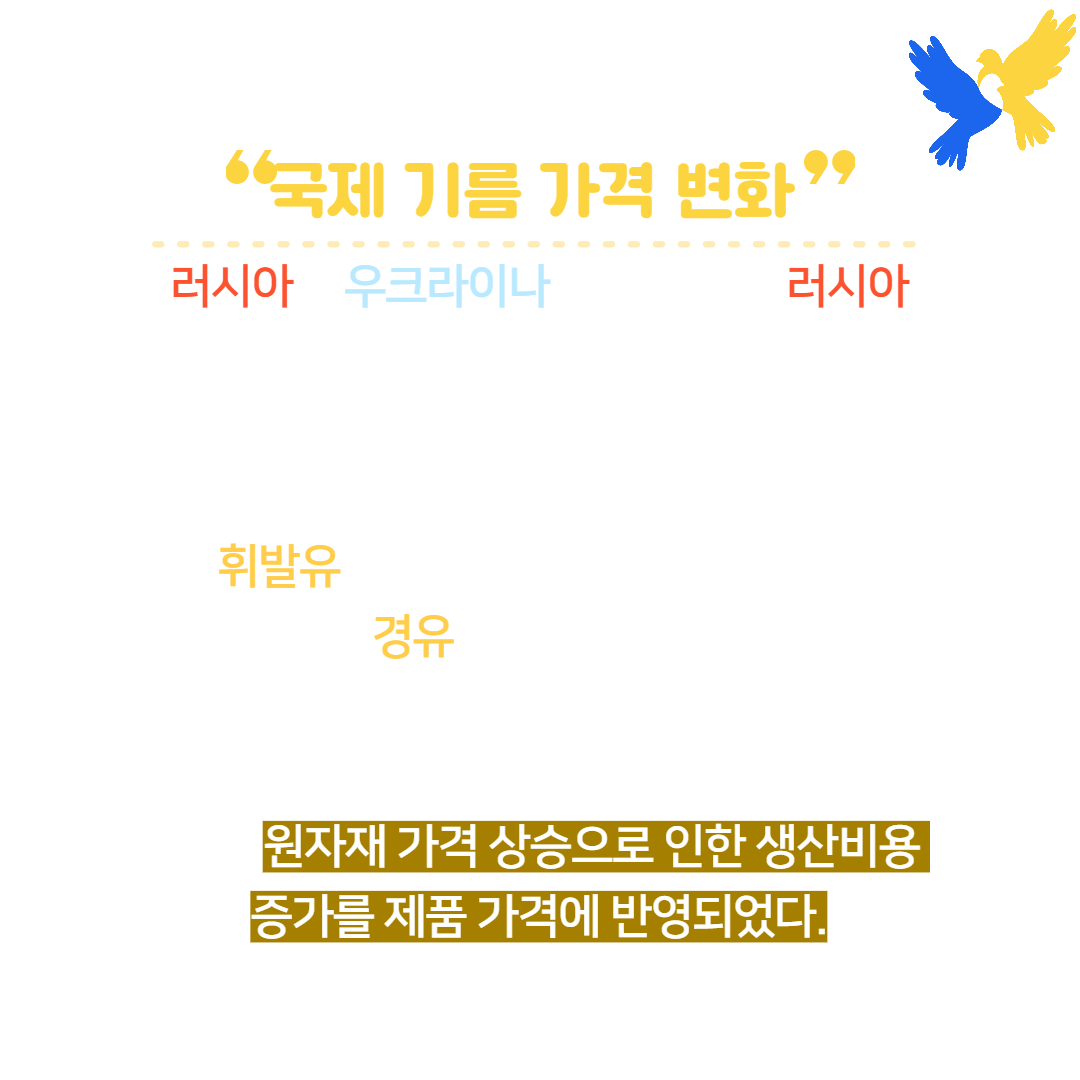 “국제 기름 가격 변화”
러시아 우크라이나 러시아
휘발유
경유
원자재 가격 상승으로 인한 생산비용
증가를 제품 가격에 반영되었다.